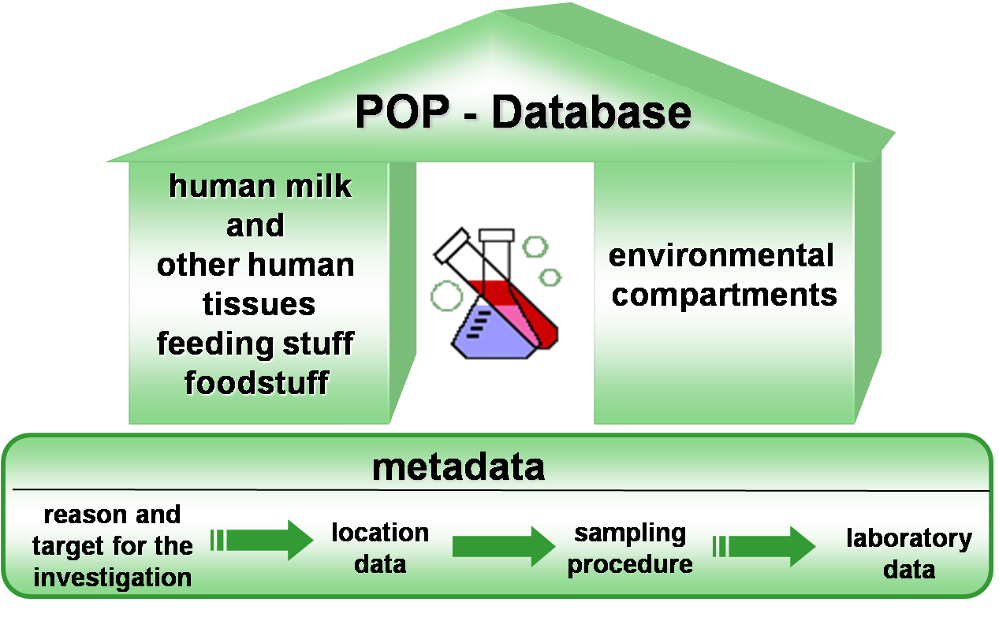 POP - Database
human milk
and
other human
tissues
feeding stuff
foodstuff
environmental
compartments
metadata
reason and
target for the
investigation
location
data
sampling
procedure
laboratory
data